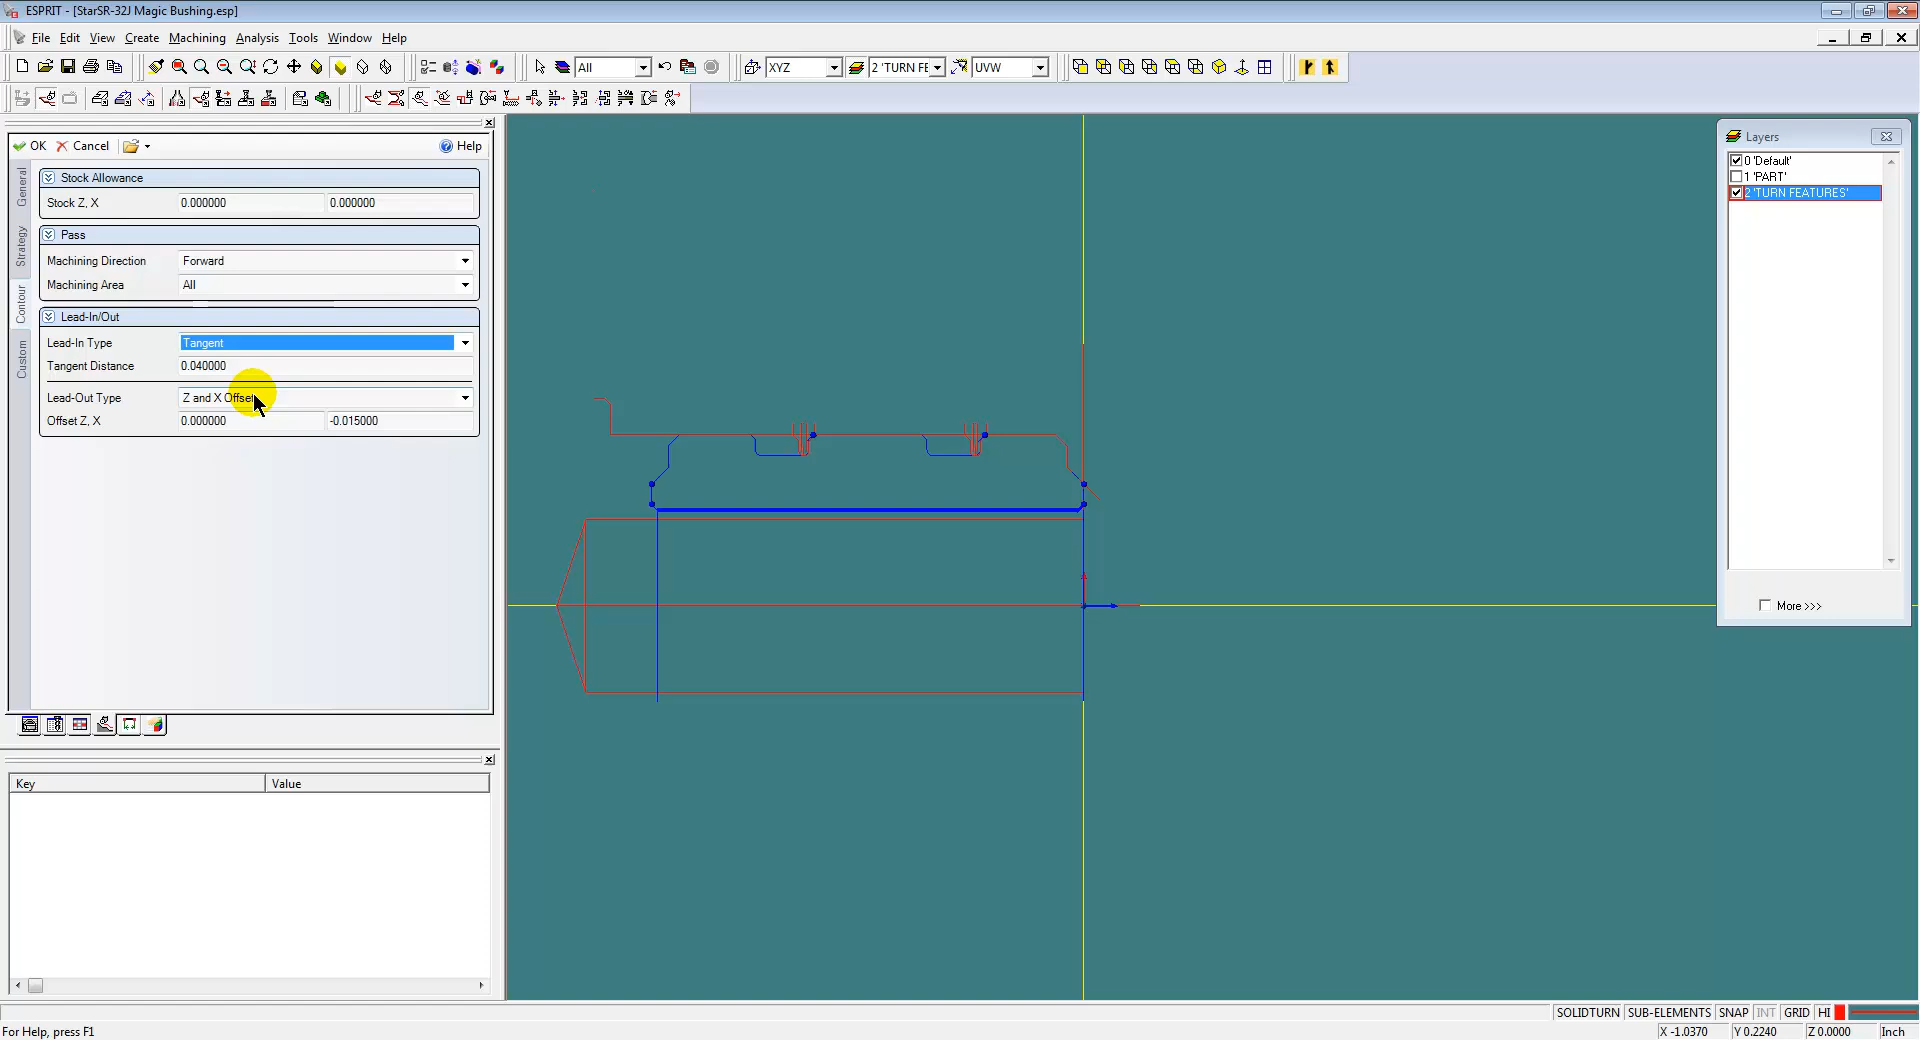 ESPRIT - [StarSR-32J Magic Bushing.esp]
File Edit View Create Machining Analysis Tools Window Help
All XYZ 2 'TURN FE UVW
OK Cancel Help
General
Strategy
Contour
Custom
Stock Allowance
Stock Z, X 0.000000 0.000000
Pass
Machining Direction Forward
Machining Area All
Lead-In/Out
Lead-In Type Tangent
Tangent Distance 0.040000
Lead-Out Type Z and X Offset
Offset Z, X 0.000000 -0.015000
Key Value
Layers
0 'Default'
1 'PART'
2 'TURN FEATURES'
More >>>
SOLIDTURN SUB-ELEMENTS SNAP INT GRID HI
For Help, press F1
X -1.0370 Y 0.2240 Z 0.0000 Inch